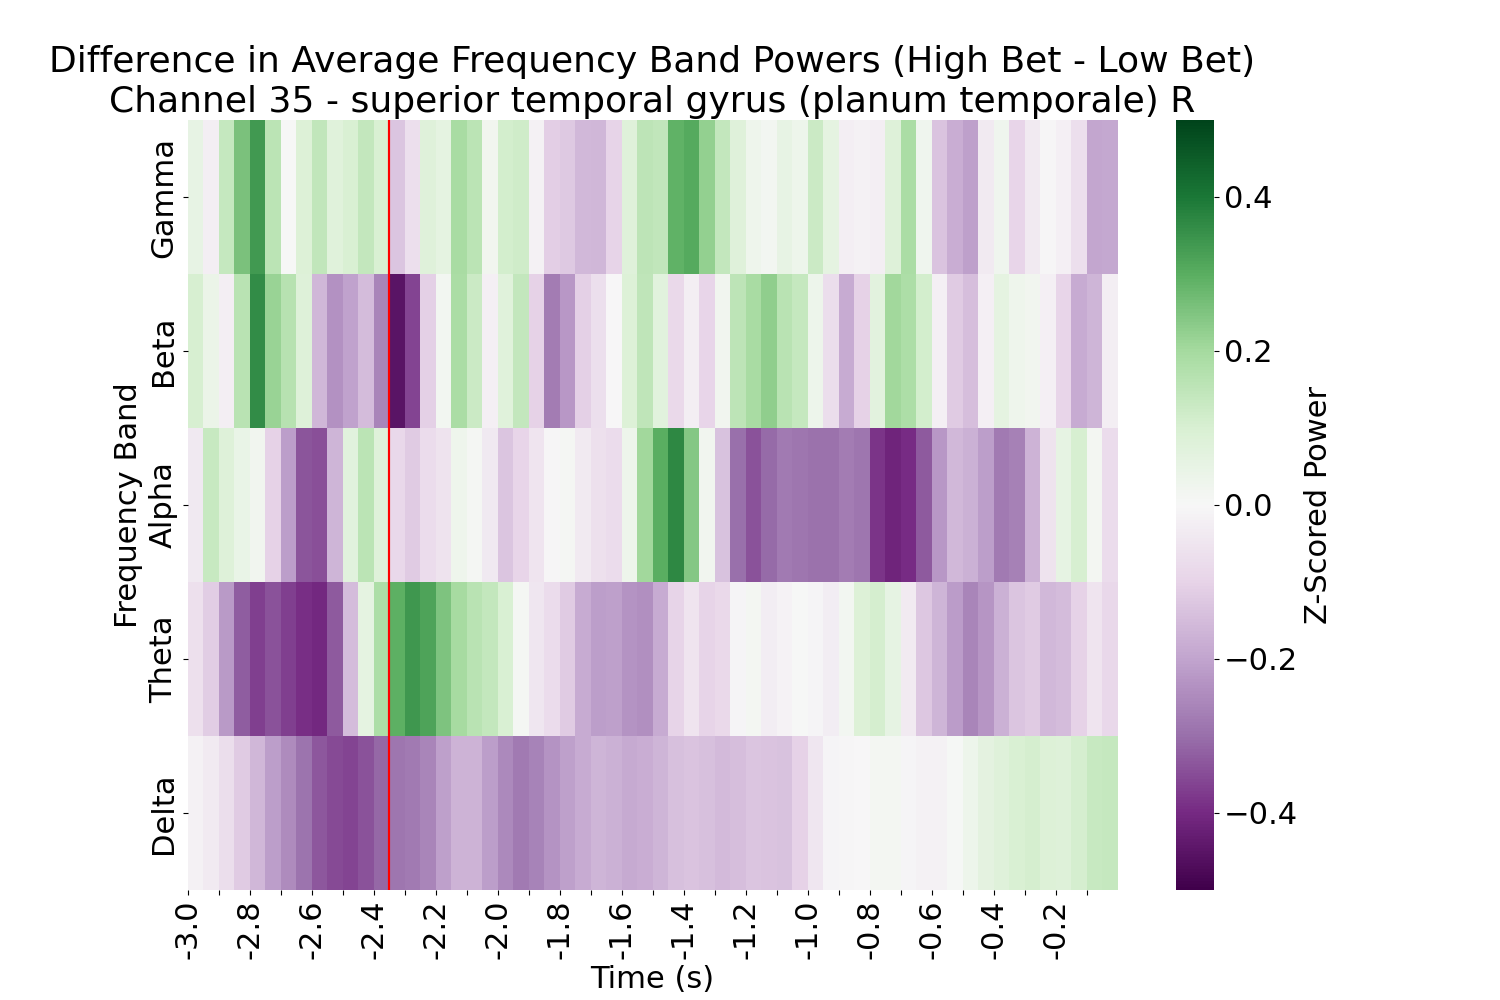 Difference in Average Frequency Band Powers (High Bet - Low Bet)
Channel 35 - superior temporal gyrus (planum temporale) R
Frequency Band
Gamma
Beta
Alpha
Theta
Delta
-3.0
-2.8
-2.6
-2.4
-2.2
-2.0
-1.8
-1.6
-1.4
-1.2
-1.0
-0.8
-0.6
-0.4
-0.2
Time (s)
0.4
0.2
0.0
−0.2
−0.4
Z-Scored Power